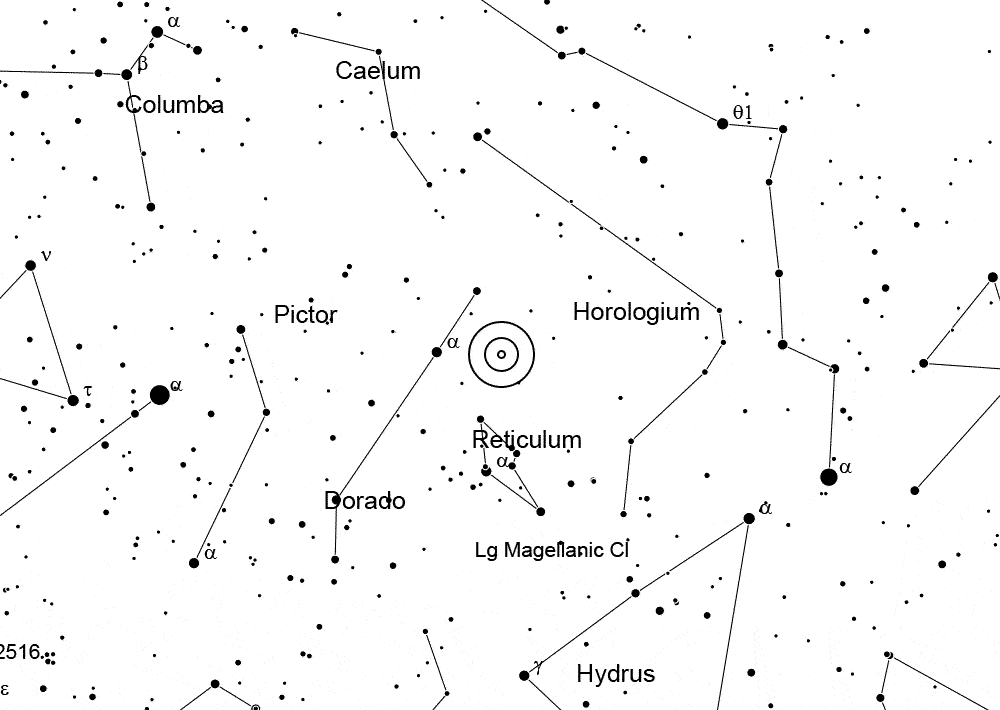 α
β
Caelum
Columba
θ1
ν
Pictor
Horologium
α
τ
α
Reticulum
α
α
Dorado
α
α
Lg Magellanic Cl
2516
γ
Hydrus
ε